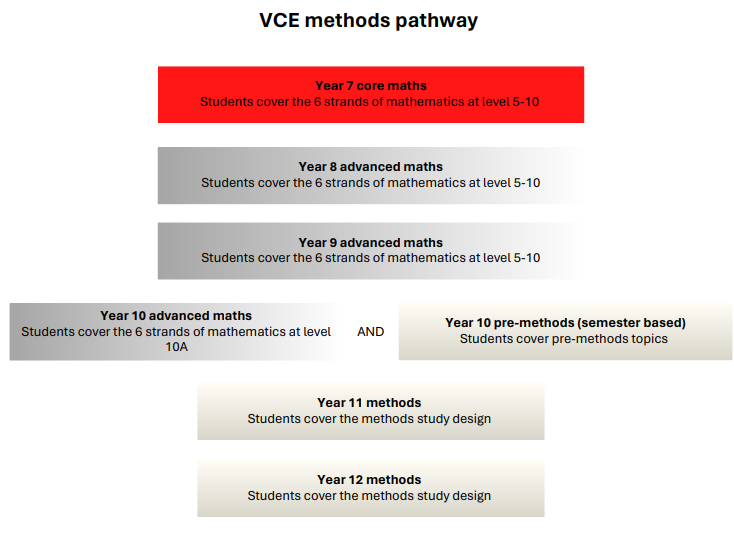 VCE methods pathway
Year 7 core maths
Students cover the 6 strands of mathematics at level 5-10
Year 8 advanced maths
Students cover the 6 strands of mathematics at level 5-10
Year 9 advanced maths
Students cover the 6 strands of mathematics at level 5-10
Year 10 advanced maths
Students cover the 6 strands of mathematics at level
10A
AND
Year 10 pre-methods (semester based)
Students cover pre-methods topics
Year 11 methods
Students cover the methods study design
Year 12 methods
Students cover the methods study design